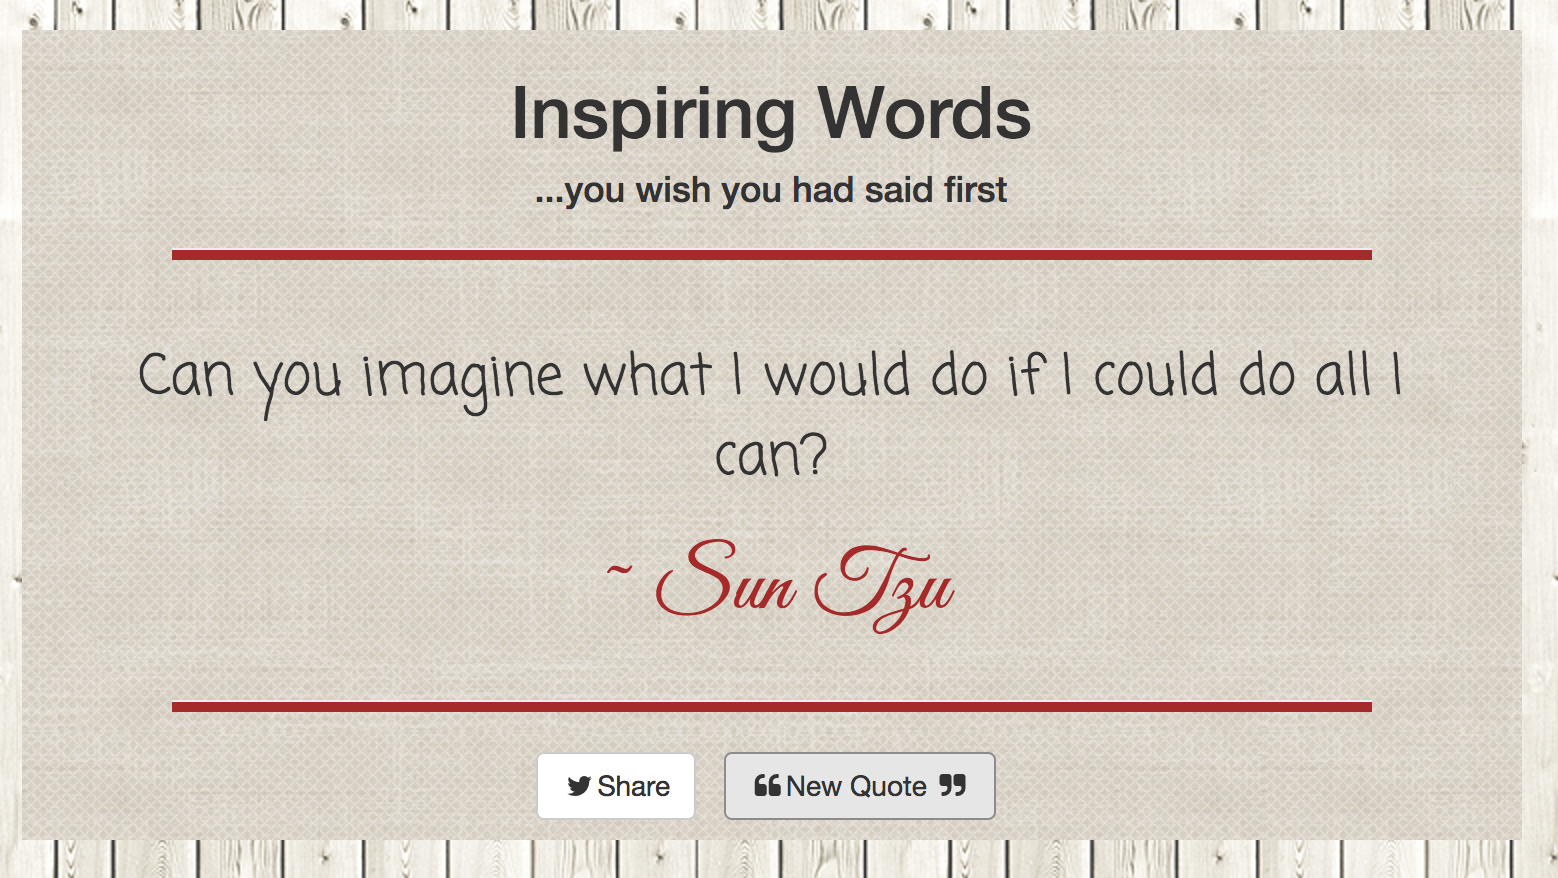 Inspiring Words
...you wish you had said first
Can you imagine what I would do if I could do all I
can?
~ Sun Tzu
Share
“ New Quote ”